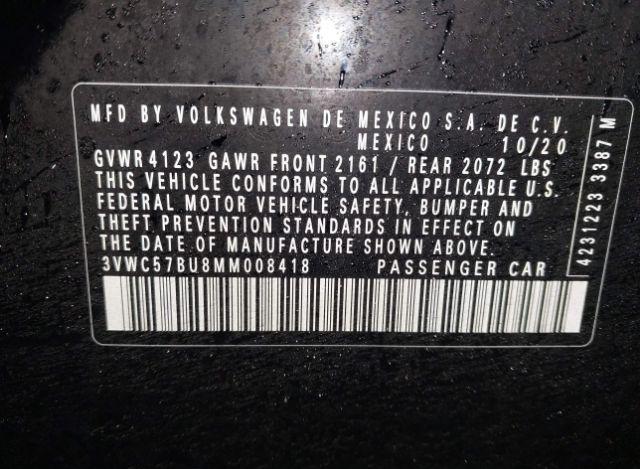 MFD BY VOLKSWAGEN DE MEXICO S.A. DE C.V.
MEXICO 10/20
GVWR 4123 GAWR FRONT 2161 / REAR 2072 LBS
THIS VEHICLE CONFORMS TO ALL APPLICABLE U.S.
FEDERAL MOTOR VEHICLE SAFETY, BUMPER AND
THEFT PREVENTION STANDARDS IN EFFECT ON
THE DATE OF MANUFACTURE SHOWN ABOVE.
3VWC57BU8MM008418 PASSENGER CAR
4231223 3387 M